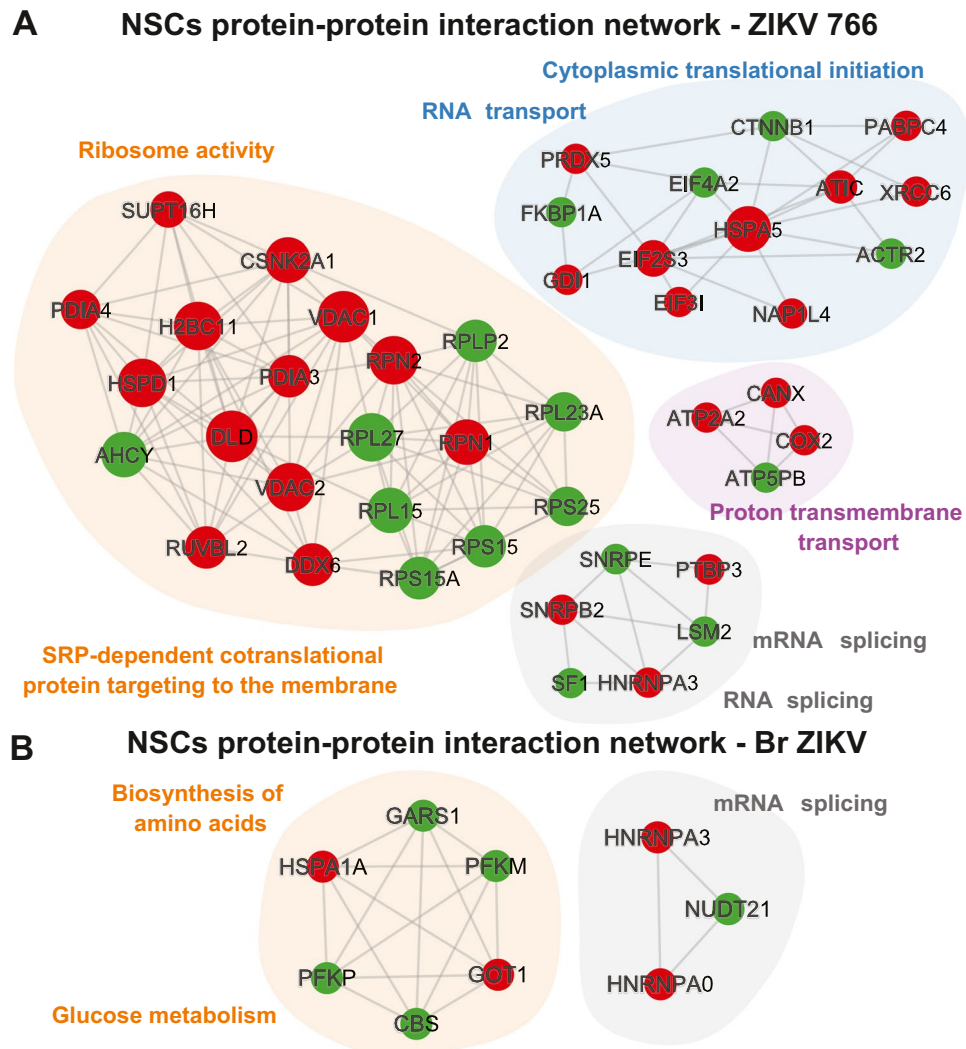 A
NSCs protein-protein interaction network - ZIKV 766
Cytoplasmic translational initiation
RNA transport
CTNNB1
PABPC4
PRDX5
EIF4A2
ATIC
XRCC6
FKBP1A
HSPA5
ACTR2
EIF2S3
GDI1
EIF3I
NAP1L4
Ribosome activity
SUPT16H
CSNK2A1
PDIA4
H2BC11
VDAC1
RPLP2
RPN2
HSPD1
PDIA3
RPL23A
DLD
RPL27
RPN1
AHCY
VDAC2
RPL15
RPS25
RUVBL2
DDX6
RPS15
RPS15A
SRP-dependent cotranslational
protein targeting to the membrane
CANX
ATP2A2
COX2
ATP5PB
Proton transmembrane
transport
SNRPE
PTBP3
SNRPB2
LSM2
SF1
HNRNPA3
mRNA splicing
RNA splicing
B
NSCs protein-protein interaction network - Br ZIKV
Biosynthesis of
amino acids
GARS1
HSPA1A
PFKM
PFKP
GOT1
CBS
Glucose metabolism
mRNA splicing
HNRNPA3
NUDT21
HNRNPA0